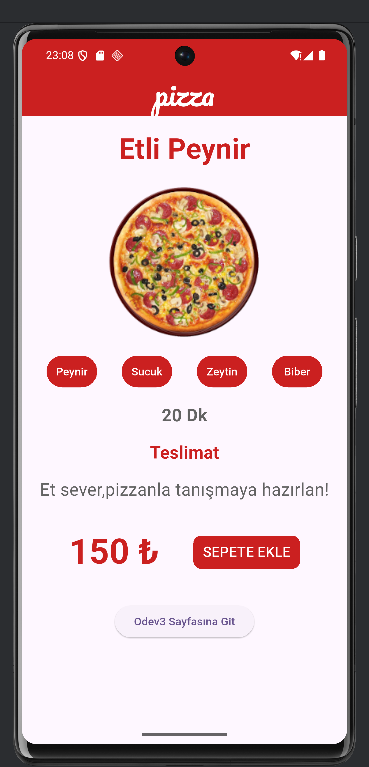 23:08
pizza
Etli Peynir
Peynir Sucuk Zeytin Biber
20 Dk
Teslimat
Et sever,pizzanla tanışmaya hazırlan!
150 ₺ SEPETE EKLE
Odev3 Sayfasına Git